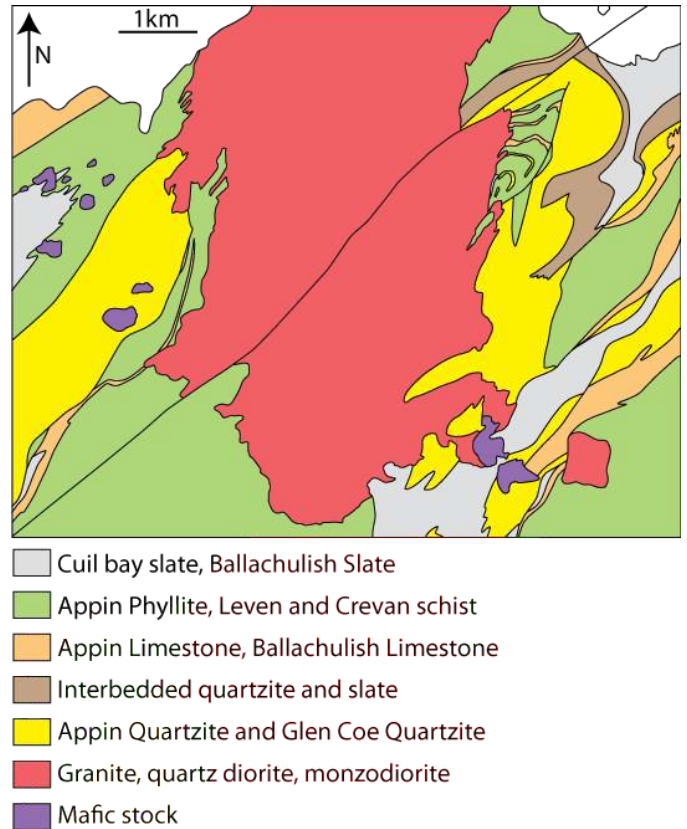 1km
N
Cuil bay slate, Ballachulish Slate
Appin Phyllite, Leven and Crevan schist
Appin Limestone, Ballachulish Limestone
Interbedded quartzite and slate
Appin Quartzite and Glen Coe Quartzite
Granite, quartz diorite, monzodiorite
Mafic stock